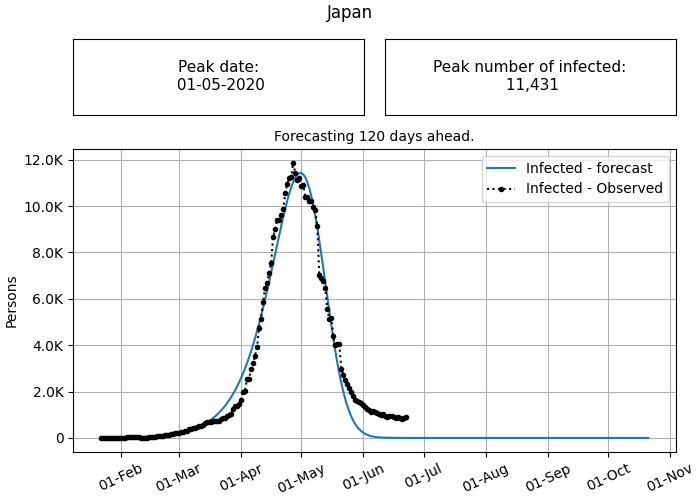 Japan
Peak date:
01-05-2020
Peak number of infected:
11,431
Forecasting 120 days ahead.
Infected - forecast
Infected - Observed
Persons
12.0K
10.0K
8.0K
6.0K
4.0K
2.0K
0
01-Feb
01-Mar
01-Apr
01-May
01-Jun
01-Jul
01-Aug
01-Sep
01-Oct
01-Nov